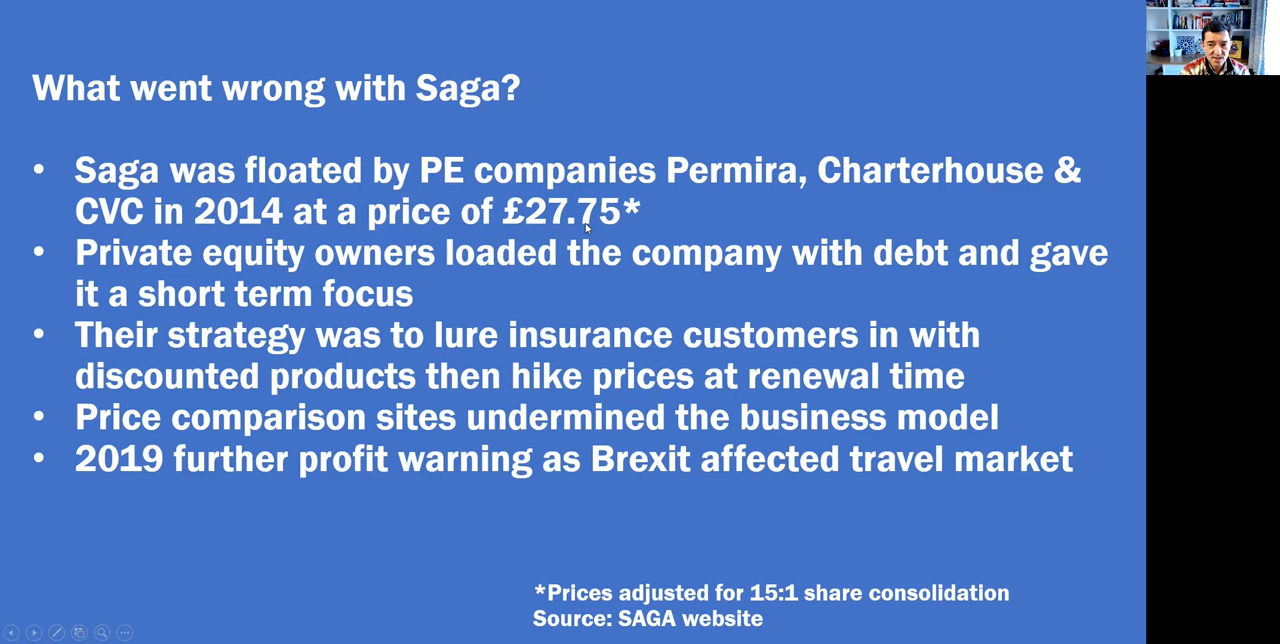 What went wrong with Saga?
• Saga was floated by PE companies Permira, Charterhouse &
CVC in 2014 at a price of £27.75*
• Private equity owners loaded the company with debt and gave
it a short term focus
• Their strategy was to lure insurance customers in with
discounted products then hike prices at renewal time
• Price comparison sites undermined the business model
• 2019 further profit warning as Brexit affected travel market
*Prices adjusted for 15:1 share consolidation
Source: SAGA website